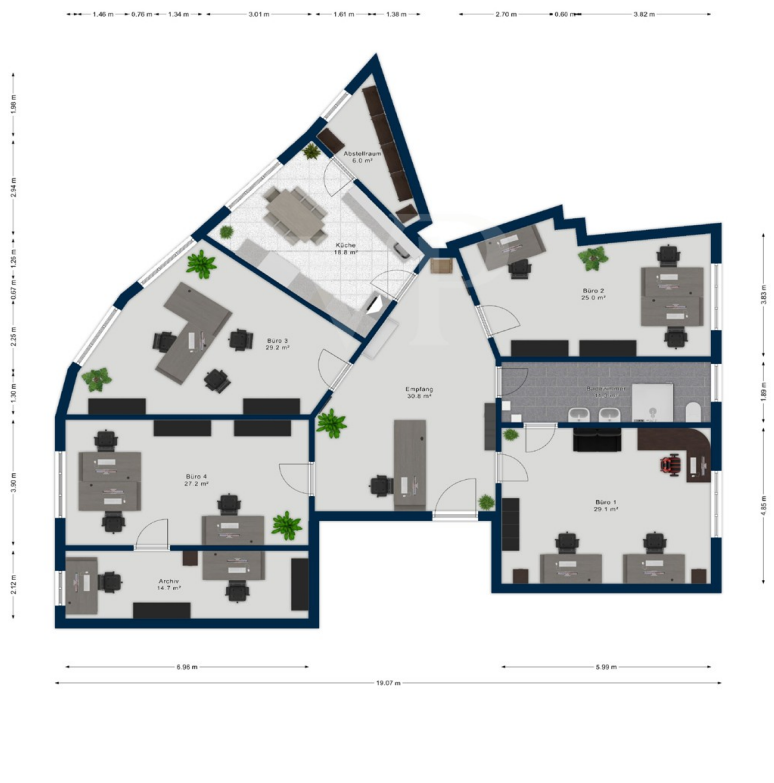 1.46 m 0.76 m 1.34 m 3.01 m 1.61 m 1.38 m 2.70 m 0.60 m 3.82 m
1.98 m
2.94 m
1.26 m
0.67 m
2.26 m
1.30 m
3.90 m
2.12 m
Abstellraum
6.0 m²
Küche
18.8 m²
Büro 2
25.0 m²
Büro 3
29.2 m²
Empfang
30.8 m²
Büro 4
27.2 m²
Büro 1
29.1 m²
Archiv
14.7 m²
3.83 m
1.89 m
4.85 m
6.96 m 5.99 m
19.07 m